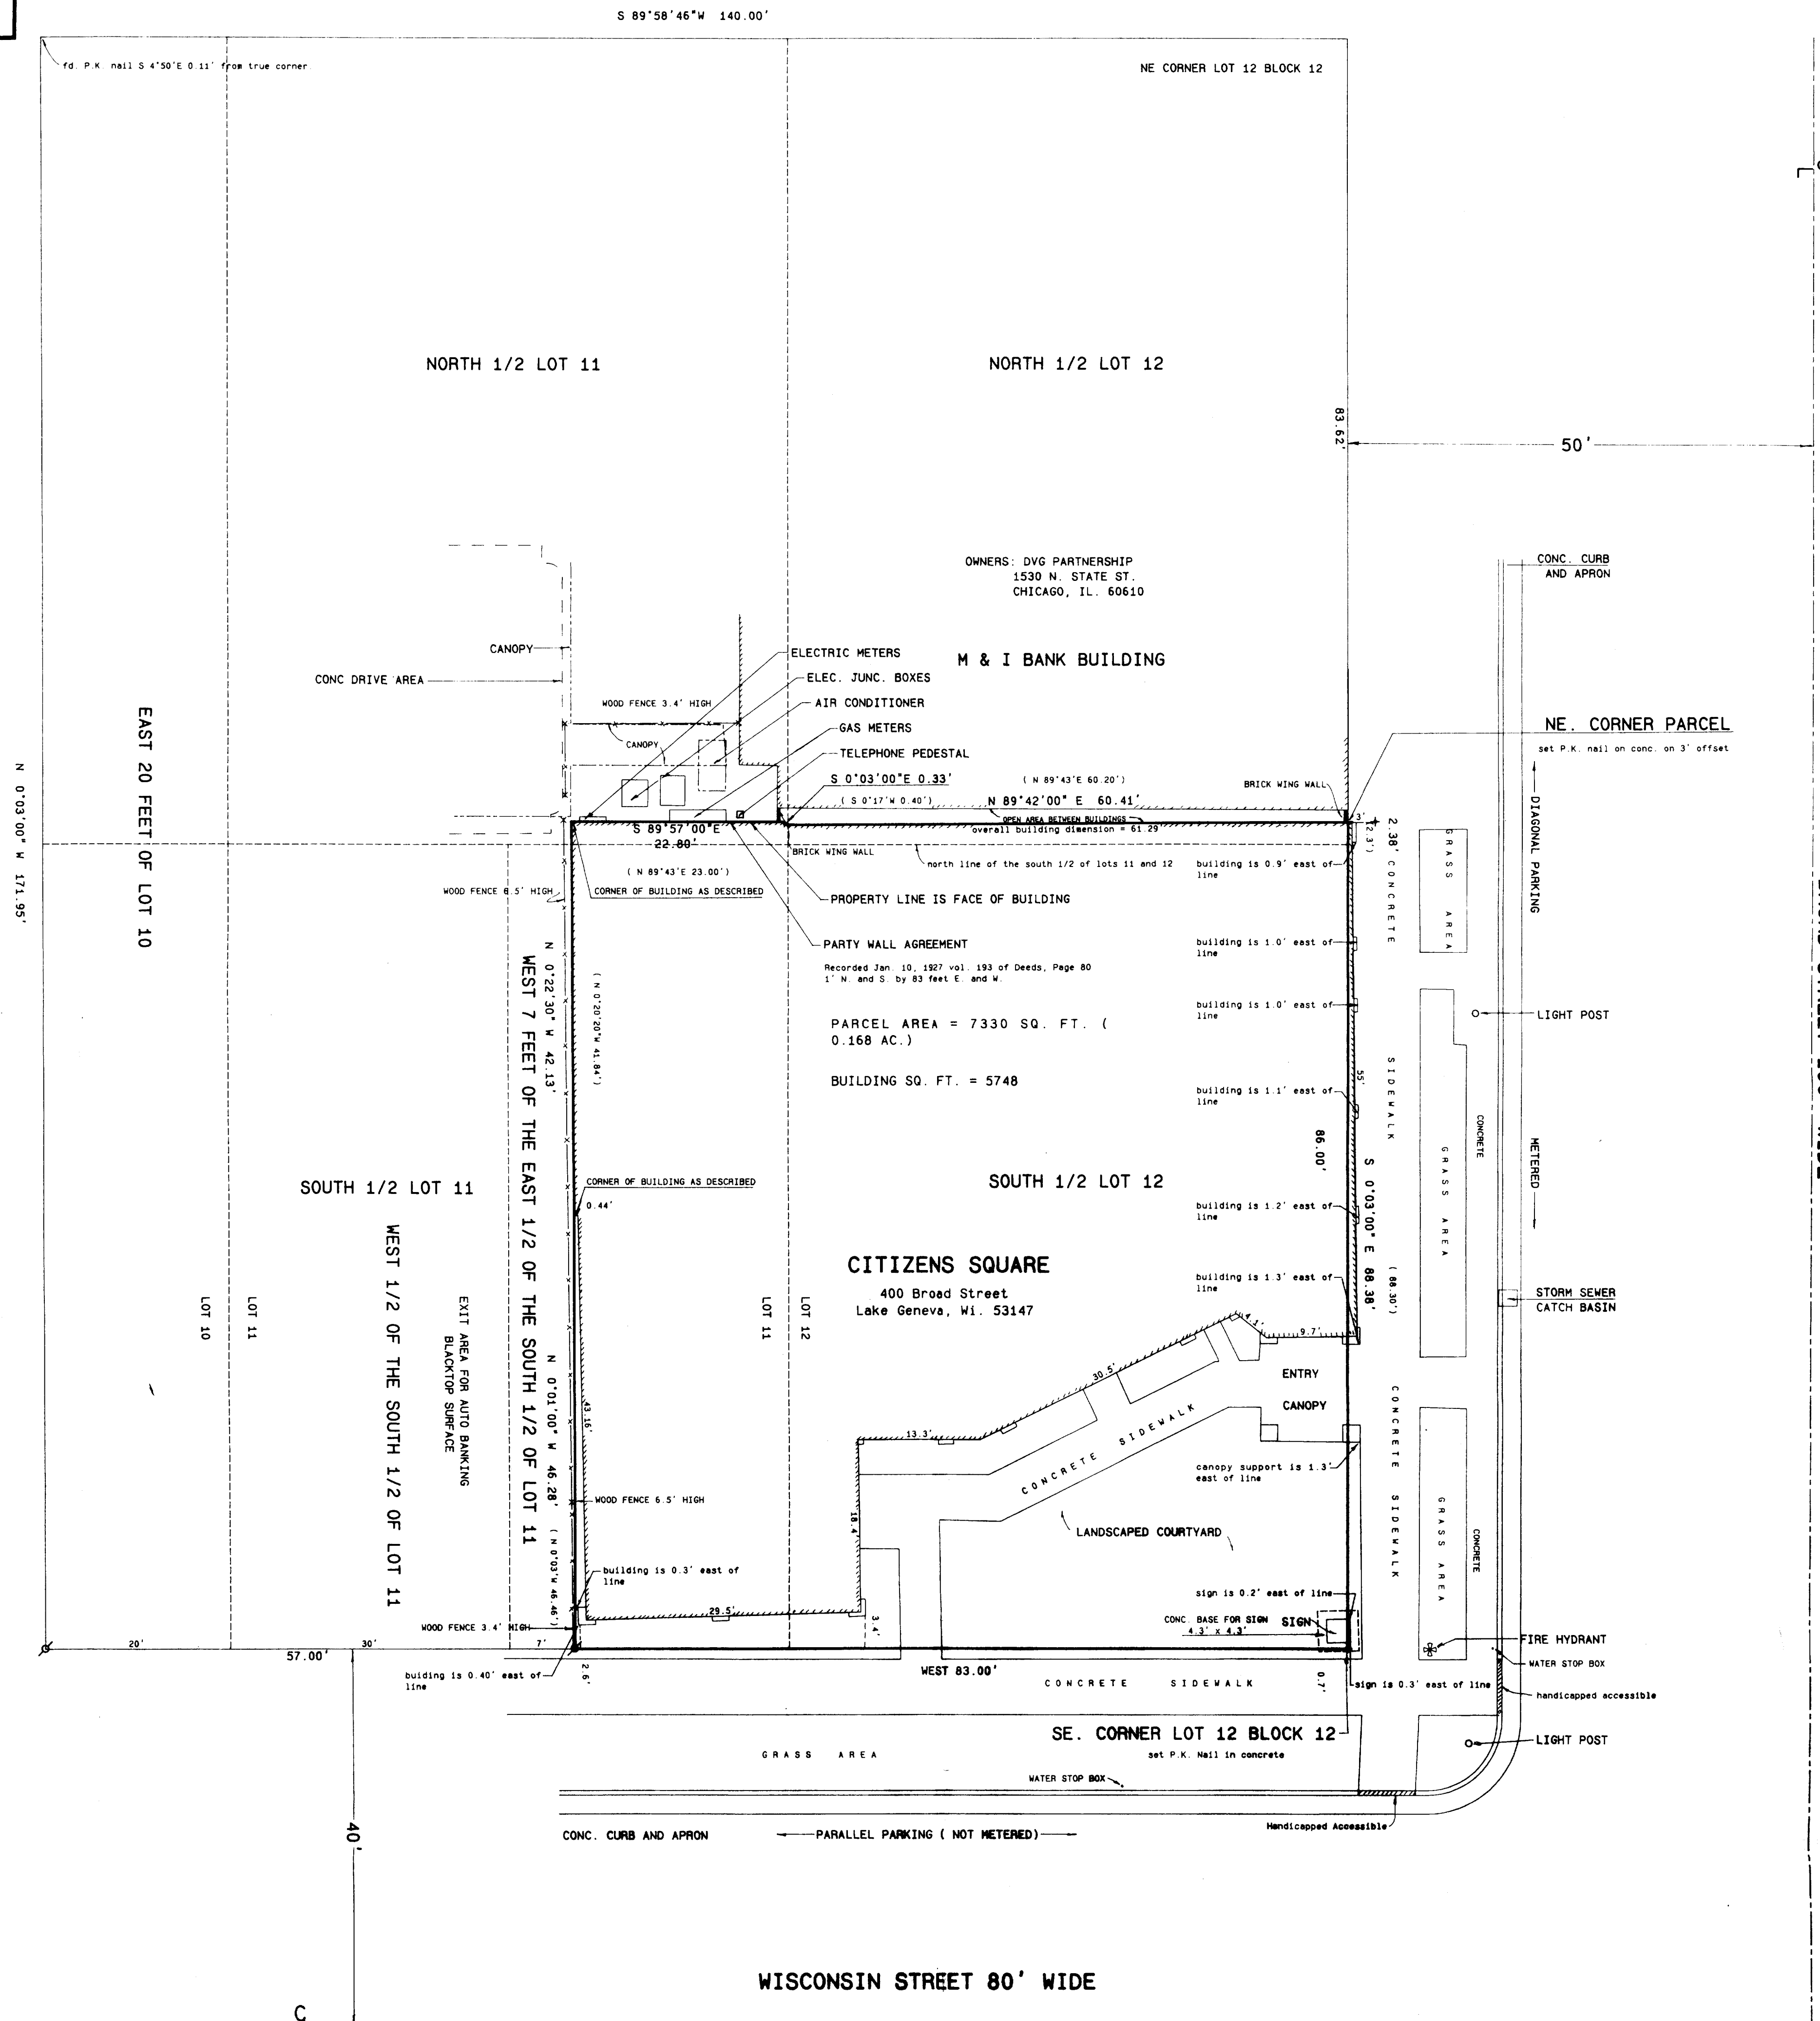 S 89°58'46"W 140.00'
fd. P.K. nail S 4°50'E 0.11' from true corner
NE CORNER LOT 12 BLOCK 12
NORTH 1/2 LOT 11
NORTH 1/2 LOT 12
83.62'
50'
OWNERS: DVG PARTNERSHIP
1530 N. STATE ST.
CHICAGO, IL. 60610
CONC. CURB
AND APRON
CANOPY
ELECTRIC METERS
M & I BANK BUILDING
CONC DRIVE AREA
ELEC. JUNC. BOXES
WOOD FENCE 3.4' HIGH
AIR CONDITIONER
GAS METERS
NE. CORNER PARCEL
CANOPY
TELEPHONE PEDESTAL
set P.K. nail on conc. on 3' offset
S 0°03'00"E 0.33'
( N 89°43'E 60.20')
BRICK WING WALL
( S 0°17'W 0.40')
N 89°42'00" E 60.41'
OPEN AREA BETWEEN BUILDINGS
3'
S 89°57'00"E
overall building dimension = 61.29'
22.80'
BRICK WING WALL
north line of the south 1/2 of lots 11 and 12
building is 0.9' east of
line
( N 89°43'E 23.00')
WOOD FENCE 6.5' HIGH
CORNER OF BUILDING AS DESCRIBED
PROPERTY LINE IS FACE OF BUILDING
PARTY WALL AGREEMENT
Recorded Jan. 10, 1927 vol. 193 of Deeds, Page 80
1' N. and S. by 83 feet E. and W.
building is 1.0' east of
line
building is 1.0' east of
line
LIGHT POST
PARCEL AREA = 7330 SQ. FT. (
0.168 AC.)
BUILDING SQ. FT. = 5748
building is 1.1' east of
line
EAST 20 FEET OF LOT 10
N 0°03'00" W 171.95'
N 0°22'30" W 42.13'
( N 0°20'20"W 41.84')
WEST 7 FEET OF THE EAST 1/2 OF THE SOUTH 1/2 OF LOT 11
(2.3')
2.38'
CONCRETE
SIDEWALK
GRASS AREA
DIAGONAL PARKING
METERED
55'
86.00'
S 0°03'00" E 88.38'
( 88.30')
CONCRETE
GRASS AREA
SOUTH 1/2 LOT 11
CORNER OF BUILDING AS DESCRIBED
0.44'
SOUTH 1/2 LOT 12
building is 1.2' east of
line
WEST 1/2 OF THE SOUTH 1/2 OF LOT 11
CITIZENS SQUARE
400 Broad Street
Lake Geneva, Wi. 53147
building is 1.3' east of
line
STORM SEWER
CATCH BASIN
LOT 10
LOT 11
LOT 11
LOT 12
EXIT AREA FOR AUTO BANKING
BLACKTOP SURFACE
N 0°01'00" W 46.28'
( N 0°03'W 46.46')
43.16'
4.1'
9.7'
30.5'
13.3'
18.4'
ENTRY
CANOPY
CONCRETE SIDEWALK
CONCRETE SIDEWALK
GRASS AREA
CONCRETE
canopy support is 1.3'
east of line
WOOD FENCE 6.5' HIGH
LANDSCAPED COURTYARD
building is 0.3' east of
line
sign is 0.2' east of line
29.5'
3.4'
CONC. BASE FOR SIGN
4.3' x 4.3'
SIGN
WOOD FENCE 3.4' HIGH
20'
30'
7'
57.00'
FIRE HYDRANT
WATER STOP BOX
buiding is 0.40' east of
line
2.6'
WEST 83.00'
CONCRETE SIDEWALK
0.7'
sign is 0.3' east of line
handicapped accessible
SE. CORNER LOT 12 BLOCK 12
set P.K. Nail in concrete
LIGHT POST
GRASS AREA
WATER STOP BOX
40'
CONC. CURB AND APRON
PARALLEL PARKING ( NOT METERED)
Handicapped Accessible
WISCONSIN STREET 80' WIDE
C